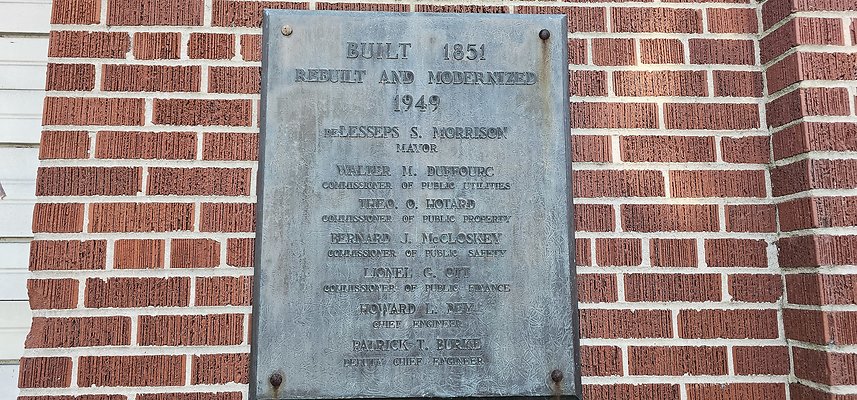 BUILT 1851
REBUILT AND MODERNIZED
1949
DELESSEPS S. MORRISON
MAYOR
WALTER M. DUFFOURC
COMMISSIONER OF PUBLIC UTILITIES
THEO. O. HOTARD
COMMISSIONER OF PUBLIC PROPERTY
BERNARD J. McCLOSKEY
COMMISSIONER OF PUBLIC SAFETY
LIONEL G. OTT
COMMISSIONER OF PUBLIC FINANCE
HOWARD L.
CHIEF ENGINEER
PATRICK T. BURKE
DEPUTY CHIEF ENGINEER